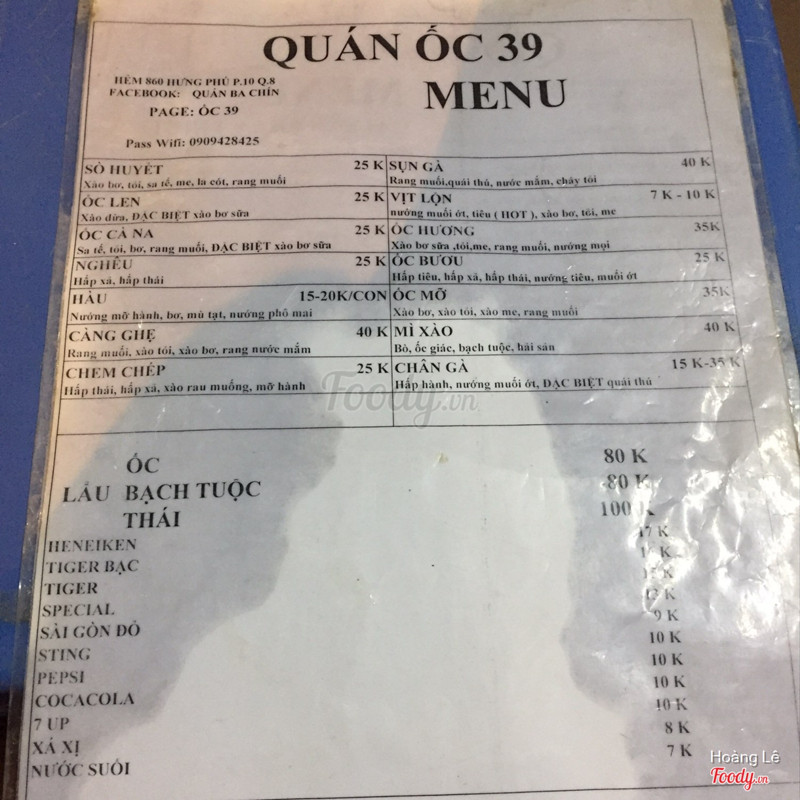 QUÁN ỐC 39
HẺM 860 HƯNG PHÚ P.10 Q.8
FACEBOOK: QUÁN BA CHÍN
MENU
PAGE: ỐC 39
Pass Wifi: 0909428425
SÒ HUYẾT 25 K
Xào bơ, tỏi, sa tế, me, la cót, rang muối
SỤN GÀ 40 K
Rang muối,quái thú, nước mắm, cháy tỏi
ỐC LEN 25 K
Xào dừa, ĐẶC BIỆT xào bơ sữa
VỊT LỘN 7 K - 10 K
nướng muối ớt, tiêu ( HOT ), xào bơ, tỏi, me
ỐC CÀ NA 25 K
Sa tế, tỏi, bơ, rang muối, ĐẶC BIỆT xào bơ sữa
ỐC HƯƠNG 35K
Xào bơ sữa ,tỏi,me, rang muối, nướng mọi
NGHÊU 25 K
Hấp xả, hấp thái
ỐC BƯƠU 25 K
Hấp tiêu, hấp xả, hấp thái, nướng tiêu, muối ớt
HÀU 15-20K/CON
Nướng mỡ hành, bơ, mù tạt, nướng phô mai
ỐC MỠ 35K
Xào bơ, xào tỏi, xào me, rang muối
CÀNG GHẸ 40 K
Rang muối, xào tỏi, xào bơ, rang nước mắm
MÌ XÀO 40 K
Bò, ốc giác, bạch tuộc, hải sản
CHEM CHÉP 25 K
Hấp thái, hấp xả, xào rau muống, mỡ hành
CHÂN GÀ 15 K-35 K
Hấp hành, nướng muối ớt, ĐẶC BIỆT quái thú
Foody.vn
ỐC 80 K
LẨU BẠCH TUỘC 80 K
THÁI 100 K
HENEIKEN 17 K
TIGER BẠC
TIGER
SPECIAL
SÀI GÒN ĐỎ 9 K
STING 10 K
PEPSI 10 K
COCACOLA 10 K
7 UP 10 K
XÁ XỊ 8 K
NƯỚC SUỐI 7 K
Hoàng Lê
Foody.vn